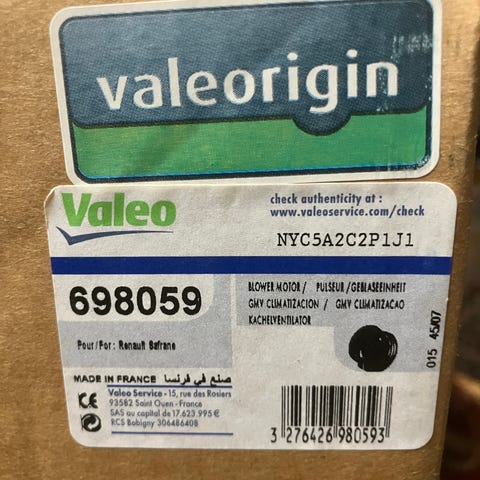 valeorigin
Valeo
check authenticity at :
www.valeoservice.com/check
NYC5A2C2P1J1
698059
BLOWER MOTOR / PULSEUR /GEBLASEEINHEIT
GMV CLIMATIZACION / GMV CLIMATIZACAO
KACHELVENTILATOR
Pour/For: Renault Safrane
015 45/07
MADE IN FRANCE صنع في فرنسا
Valeo Service - 15, rue des Rosiers
93582 Saint Ouen - France
SAS au capital de 17.623.995 €
RCS Bobigny 306486408
CE
3 276426 980593